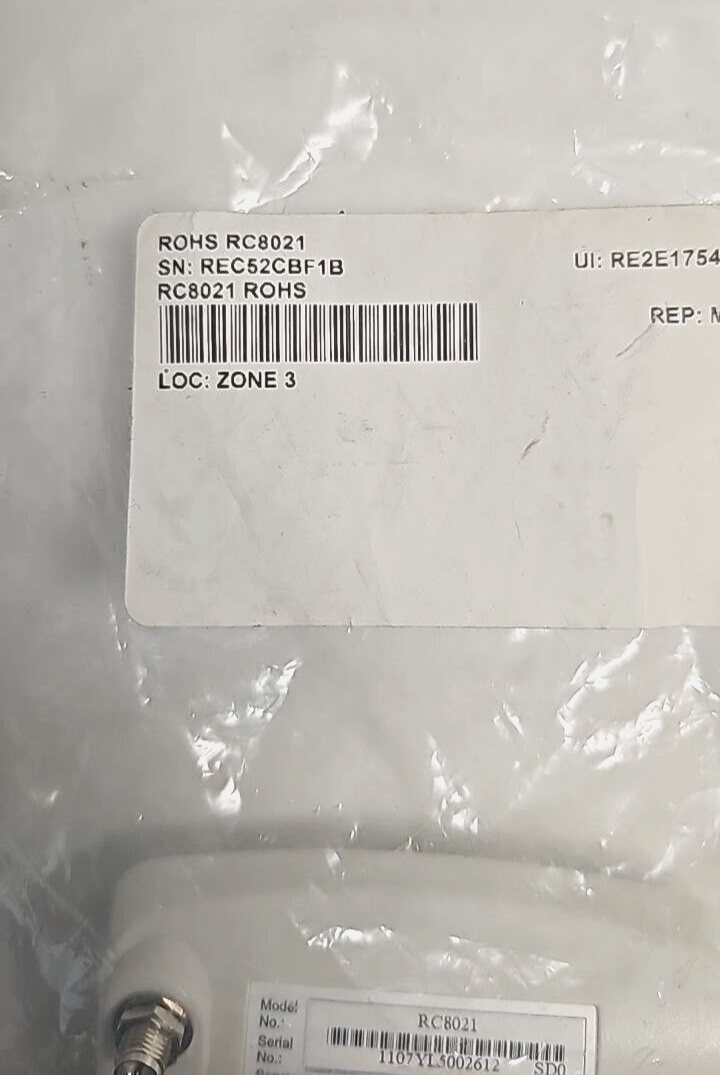 ROHS RC8021
SN: REC52CBF1B
UI: RE2E1754
RC8021 ROHS
REP:
LOC: ZONE 3
Model
No.:
RC8021
Serial
No.:
1107YL5002612
SD0